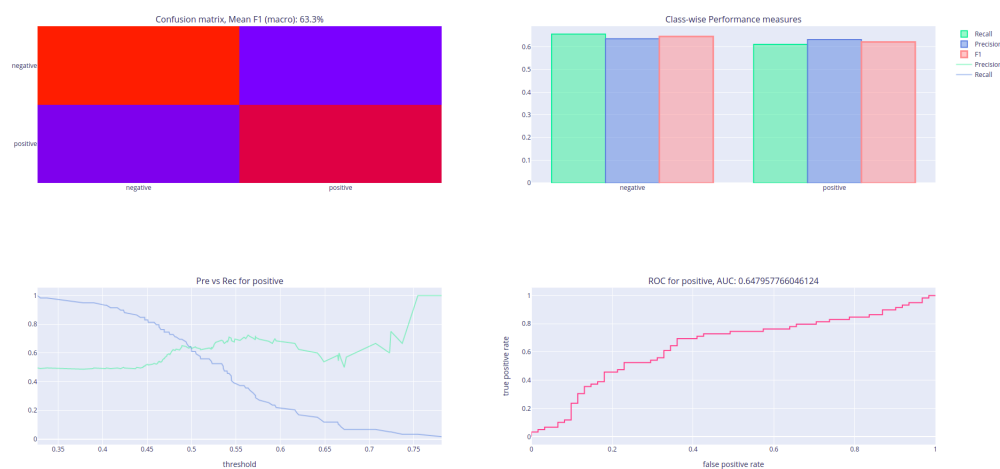 Confusion matrix, Mean F1 (macro): 63.3%
negative
positive
negative positive
Class-wise Performance measures
0.6
0.5
0.4
0.3
0.2
0.1
0
negative positive
Recall
Precision
F1
Precision
Recall
Pre vs Rec for positive
1
0.8
0.6
0.4
0.2
0
0.35 0.4 0.45 0.5 0.55 0.6 0.65 0.7 0.75
threshold
ROC for positive, AUC: 0.647957766046124
true positive rate
1
0.8
0.6
0.4
0.2
0
0 0.2 0.4 0.6 0.8 1
false positive rate